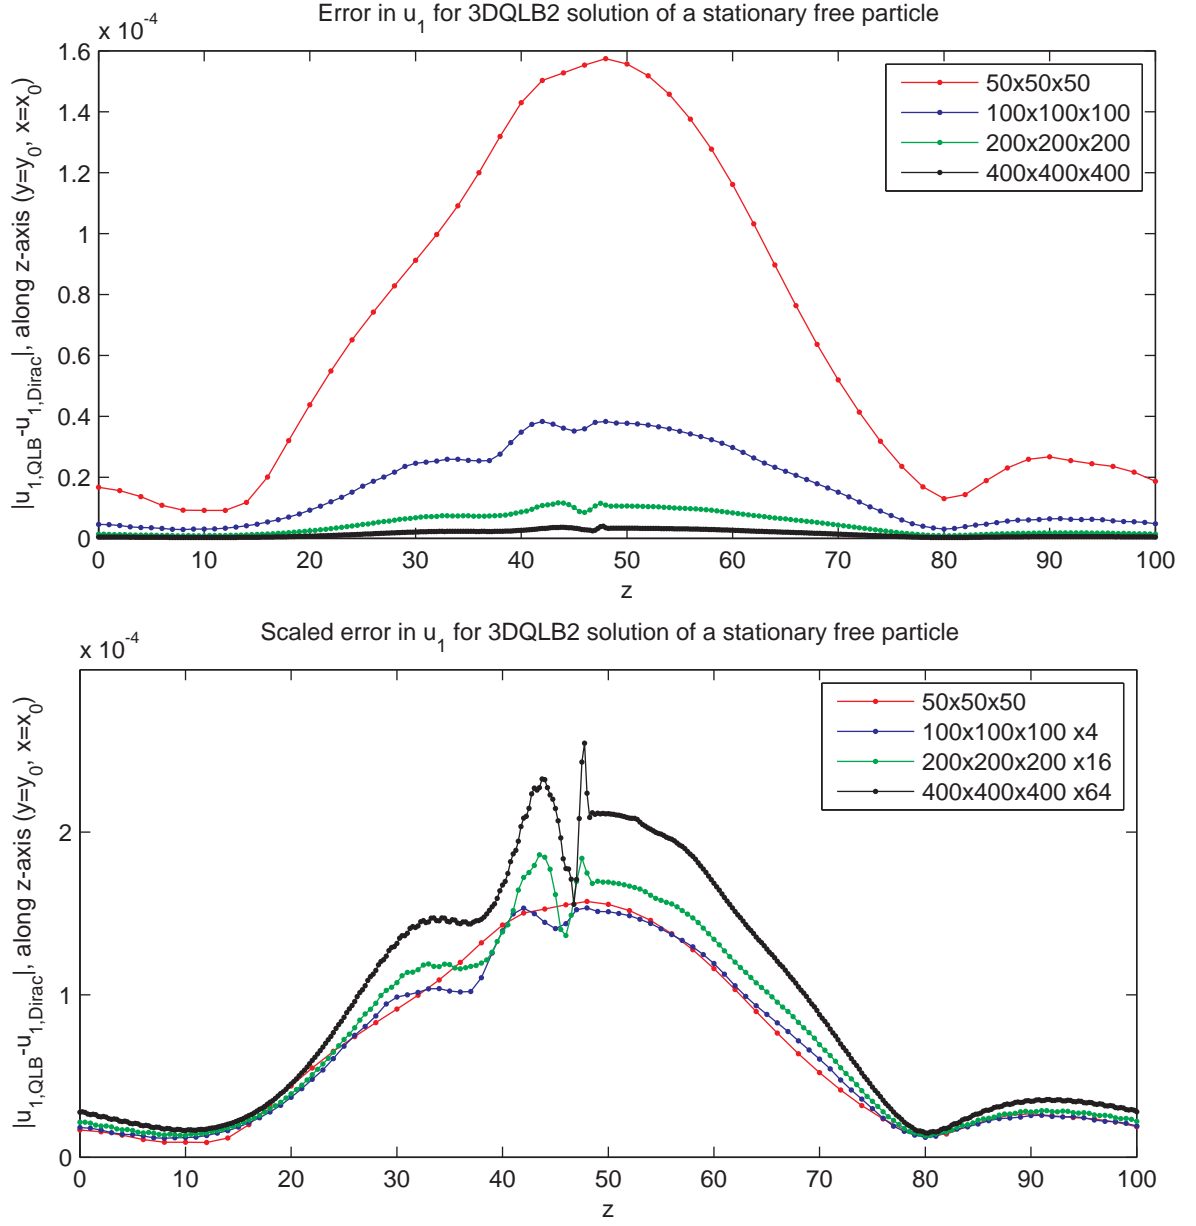 Error in u1 for 3DQLB2 solution of a stationary free particle
x 10-4
1.6
1.4
1.2
1
0.8
0.6
0.4
0.2
0
|u1,QLB-u1,Dirac|, along z-axis (y=y0, x=x0)
50x50x50
100x100x100
200x200x200
400x400x400
0 10 20 30 40 50 60 70 80 90 100
z
Scaled error in u1 for 3DQLB2 solution of a stationary free particle
x 10-4
2
1
0
|u1,QLB-u1,Dirac|, along z-axis (y=y0, x=x0)
50x50x50
100x100x100 x4
200x200x200 x16
400x400x400 x64
0 10 20 30 40 50 60 70 80 90 100
z